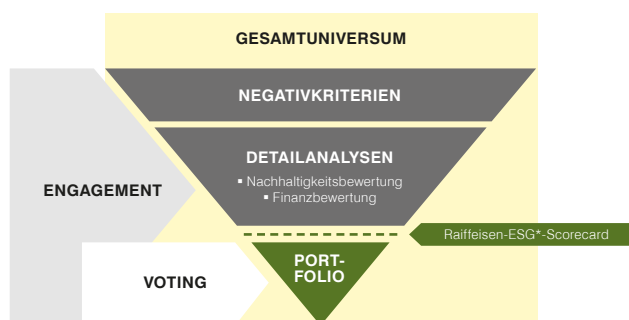 GESAMTUNIVERSUM
NEGATIVKRITERIEN
DETAILANALYSEN
▪ Nachhaltigkeitsbewertung
▪ Finanzbewertung
ENGAGEMENT
Raiffeisen-ESG*-Scorecard
PORT-
FOLIO
VOTING